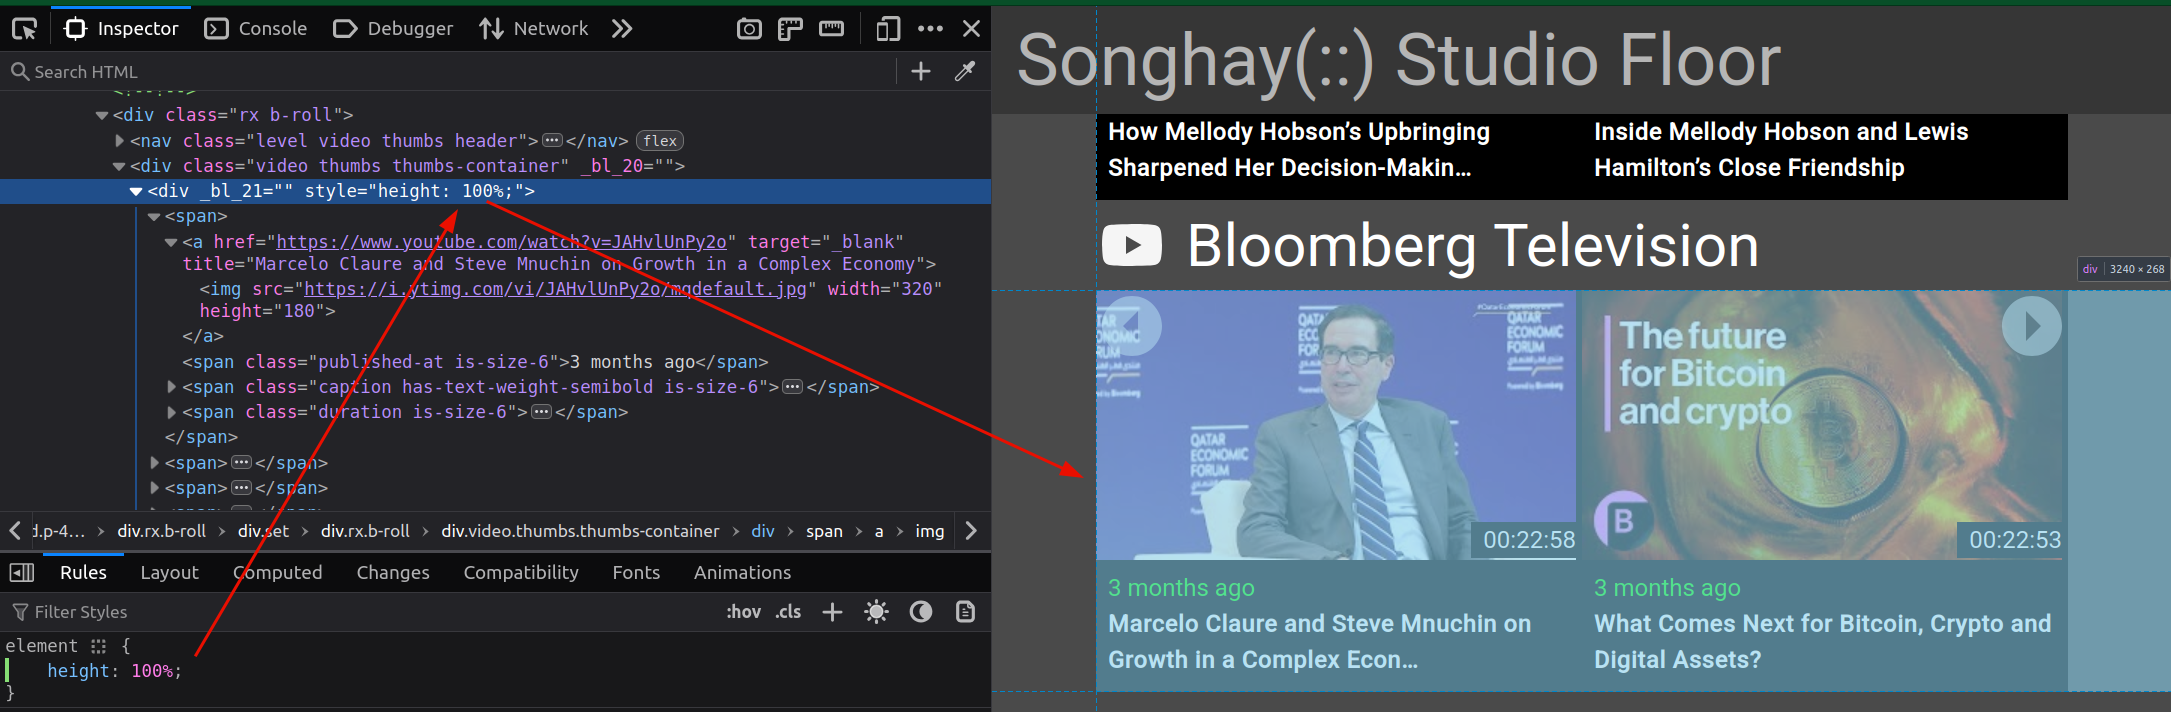 Inspector Console Debugger Network
Search HTML
<div class="rx b-roll">
<nav class="level video thumbs header">…</nav> flex
<div class="video thumbs thumbs-container" _bl_20="">
<div _bl_21="" style="height: 100%;">
<span>
<a href="https://www.youtube.com/watch?v=JAHvlUnPy2o" target="_blank"
title="Marcelo Claure and Steve Mnuchin on Growth in a Complex Economy">
<img src="https://i.ytimg.com/vi/JAHvlUnPy2o/mqdefault.jpg" width="320"
height="180">
</a>
<span class="published-at is-size-6">3 months ago</span>
<span class="caption has-text-weight-semibold is-size-6">…</span>
<span class="duration is-size-6">…</span>
</span>
<span>…</span>
<span>…</span>
d.p-4… > div.rx.b-roll > div.set > div.rx.b-roll > div.video.thumbs.thumbs-container > div > span > a > img
Rules Layout Computed Changes Compatibility Fonts Animations
Filter Styles :hov .cls
element {
height: 100%;
}
Songhay(::) Studio Floor
How Mellody Hobson’s Upbringing
Sharpened Her Decision-Makin…
Inside Mellody Hobson and Lewis
Hamilton’s Close Friendship
Bloomberg Television
div 3240 × 268
QATAR
ECONOMIC
FORUM
QATAR
ECONOMIC
FORUM
Powered by Bloomberg
00:22:58
3 months ago
Marcelo Claure and Steve Mnuchin on
Growth in a Complex Econ…
The future
for Bitcoin
and crypto
B
00:22:53
3 months ago
What Comes Next for Bitcoin, Crypto and
Digital Assets?